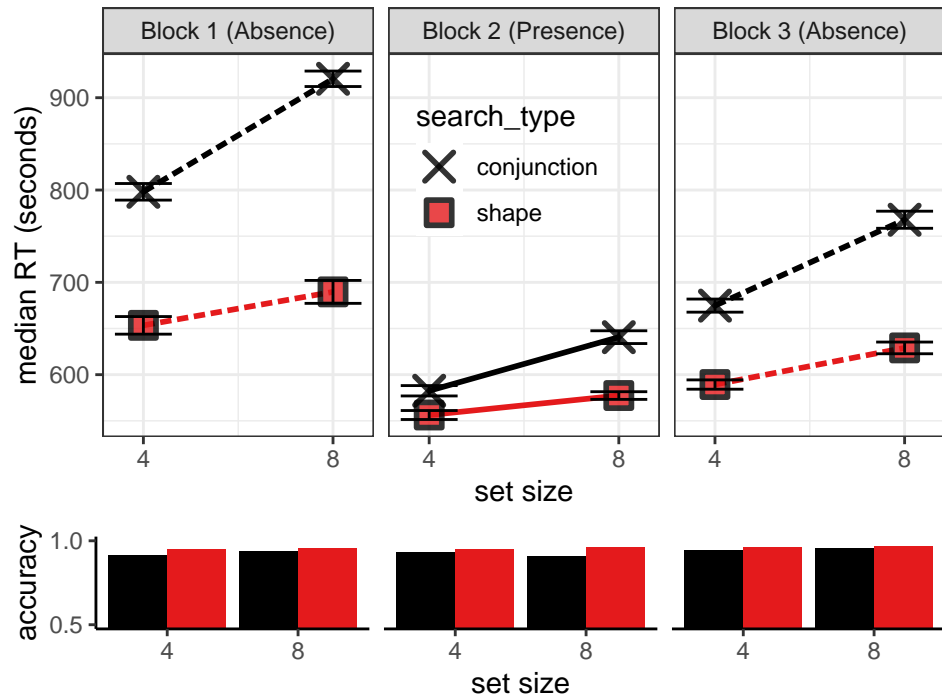 Block 1 (Absence)
Block 2 (Presence)
Block 3 (Absence)
median RT (seconds)
900
800
700
600
search_type
conjunction
shape
4 8
4 8
4 8
set size
accuracy
1.0
0.5
4 8
4 8
4 8
set size